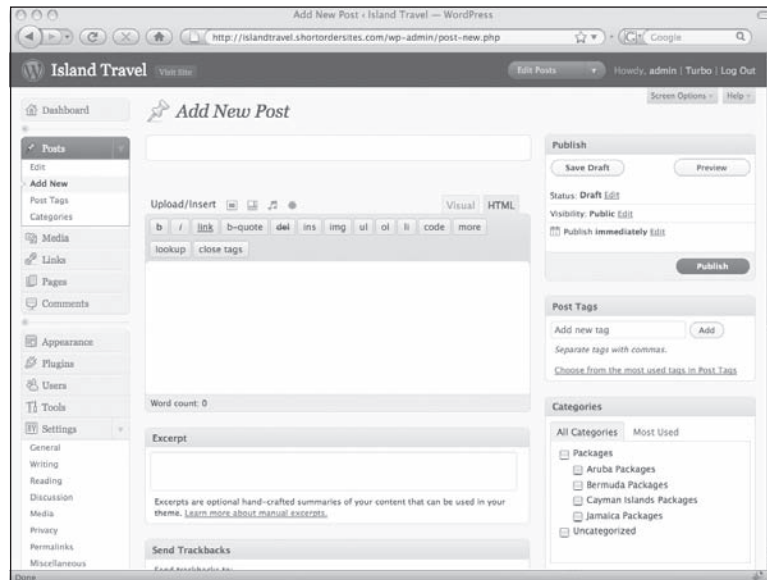 Add New Post ‹ Island Travel — WordPress
http://islandtravel.shortordersites.com/wp-admin/post-new.php
Google
Island Travel
Visit Site
Edit Posts
Howdy, admin | Turbo | Log Out
Screen Options
Help
Dashboard
Posts
Edit
Add New
Post Tags
Categories
Media
Links
Pages
Comments
Appearance
Plugins
Users
Tools
Settings
General
Writing
Reading
Discussion
Media
Privacy
Permalinks
Miscellaneous
Add New Post
Upload/Insert
Visual
HTML
b i link b-quote del ins img ul ol li code more
lookup close tags
Word count: 0
Excerpt
Excerpts are optional hand-crafted summaries of your content that can be used in your
theme. Learn more about manual excerpts.
Send Trackbacks
Send trackbacks to:
Publish
Save Draft
Preview
Status: Draft Edit
Visibility: Public Edit
Publish immediately Edit
Publish
Post Tags
Add new tag
Add
Separate tags with commas.
Choose from the most used tags in Post Tags
Categories
All Categories
Most Used
Packages
Aruba Packages
Bermuda Packages
Cayman Islands Packages
Jamaica Packages
Uncategorized
Done